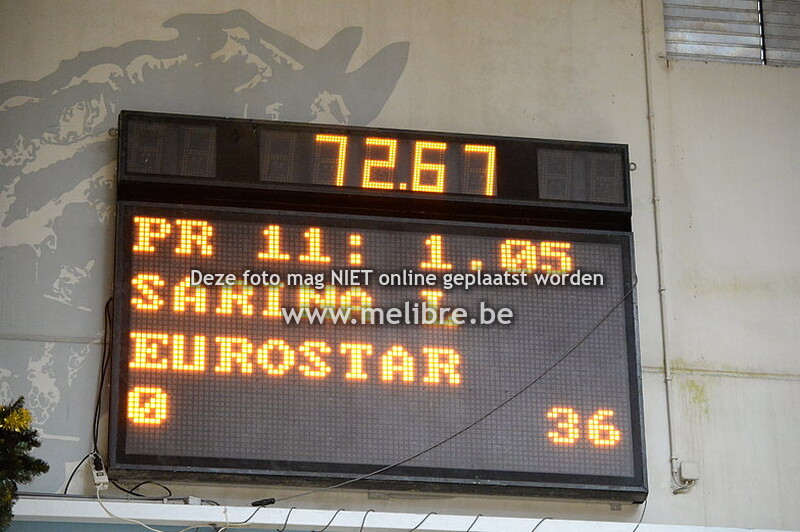 72.67
PR 11: 1.05
Deze foto mag NIET online geplaatst worden
SARINA L
www.melibre.be
EUROSTAR
0 36